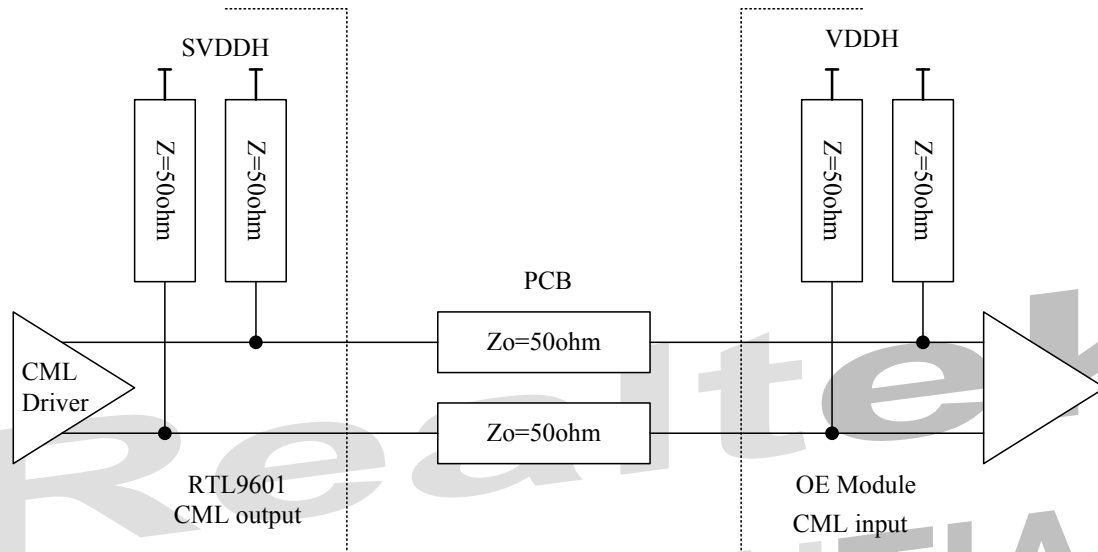 SVDDH
VDDH
Z=50ohm
Z=50ohm
Z=50ohm
Z=50ohm
PCB
Zo=50ohm
CML
Driver
Zo=50ohm
RTL9601
CML output
OE Module
CML input
Realtek